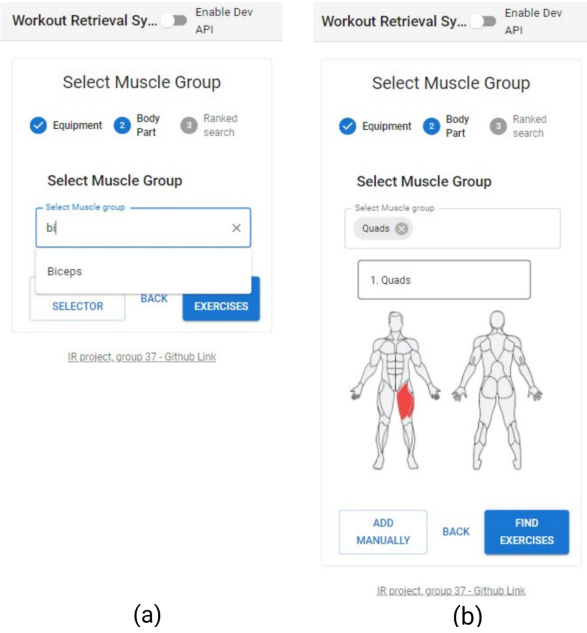 Workout Retrieval Sy...
Enable Dev
API
Select Muscle Group
Equipment
2
Body
Part
3
Ranked
search
Select Muscle Group
Select Muscle group
bi
Biceps
SELECTOR
BACK
EXERCISES
IR project, group 37 - Github Link
(a)
Workout Retrieval Sy...
Enable Dev
API
Select Muscle Group
Equipment
2
Body
Part
3
Ranked
search
Select Muscle Group
Select Muscle group
Quads
1. Quads
ADD
MANUALLY
BACK
FIND
EXERCISES
IR project, group 37 - Github Link
(b)